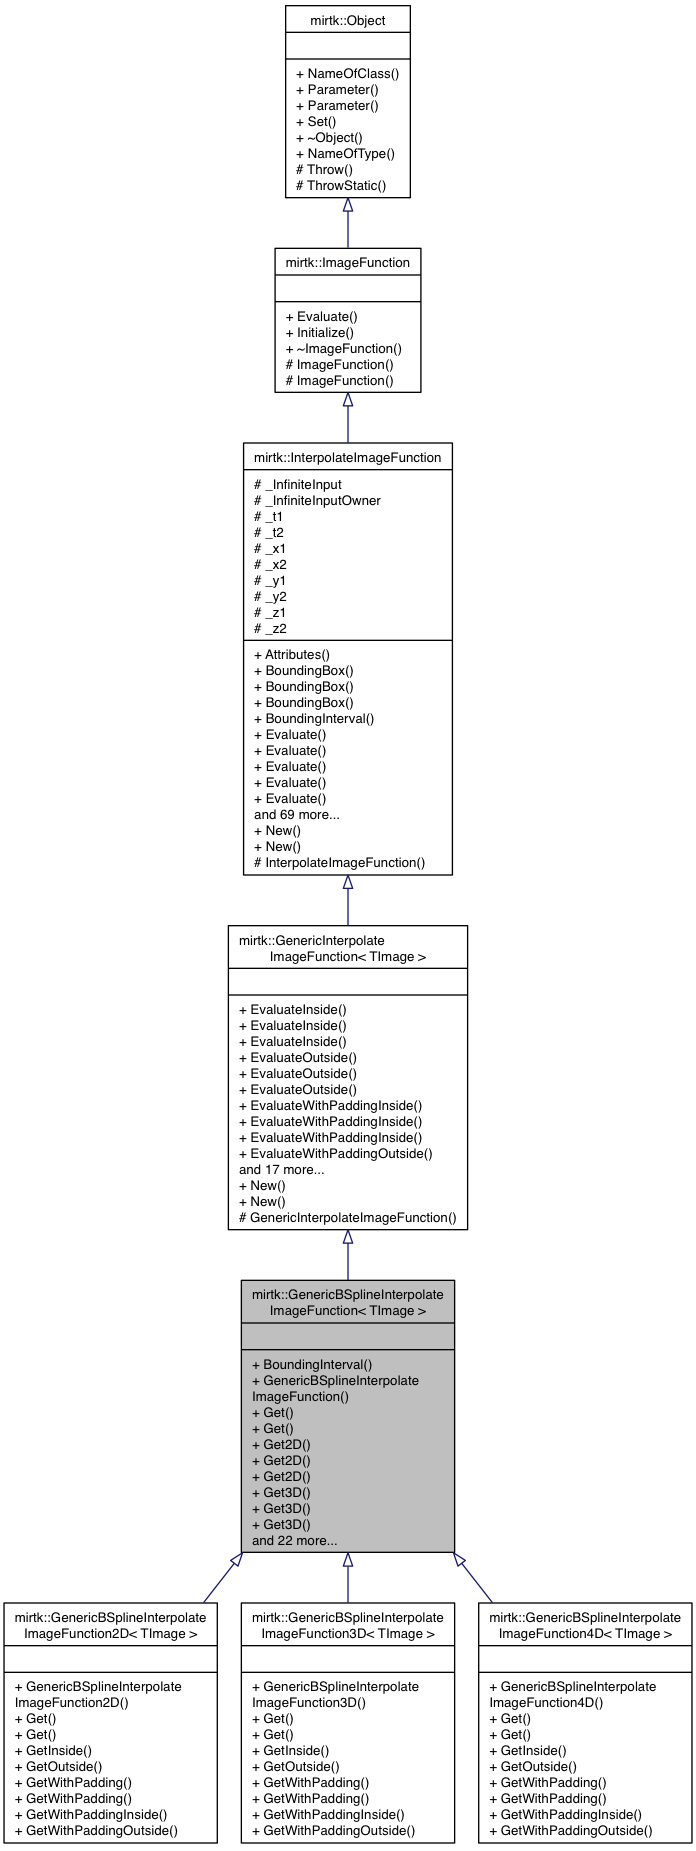 mirtk::Object
+ NameOfClass()
+ Parameter()
+ Parameter()
+ Set()
+ ~Object()
+ NameOfType()
# Throw()
# ThrowStatic()
mirtk::ImageFunction
+ Evaluate()
+ Initialize()
+ ~ImageFunction()
# ImageFunction()
# ImageFunction()
mirtk::InterpolateImageFunction
# _InfiniteInput
# _InfiniteInputOwner
# _t1
# _t2
# _x1
# _x2
# _y1
# _y2
# _z1
# _z2
+ Attributes()
+ BoundingBox()
+ BoundingBox()
+ BoundingBox()
+ BoundingInterval()
+ Evaluate()
+ Evaluate()
+ Evaluate()
+ Evaluate()
+ Evaluate()
and 69 more...
+ New()
+ New()
# InterpolateImageFunction()
mirtk::GenericInterpolate
ImageFunction< TImage >
+ EvaluateInside()
+ EvaluateInside()
+ EvaluateInside()
+ EvaluateOutside()
+ EvaluateOutside()
+ EvaluateOutside()
+ EvaluateWithPaddingInside()
+ EvaluateWithPaddingInside()
+ EvaluateWithPaddingInside()
+ EvaluateWithPaddingOutside()
and 17 more...
+ New()
+ New()
# GenericInterpolateImageFunction()
mirtk::GenericBSplineInterpolate
ImageFunction< TImage >
+ BoundingInterval()
+ GenericBSplineInterpolate
ImageFunction()
+ Get()
+ Get()
+ Get2D()
+ Get2D()
+ Get2D()
+ Get3D()
+ Get3D()
+ Get3D()
and 22 more...
mirtk::GenericBSplineInterpolate
ImageFunction2D< TImage >
+ GenericBSplineInterpolate
ImageFunction2D()
+ Get()
+ Get()
+ GetInside()
+ GetOutside()
+ GetWithPadding()
+ GetWithPadding()
+ GetWithPaddingInside()
+ GetWithPaddingOutside()
mirtk::GenericBSplineInterpolate
ImageFunction3D< TImage >
+ GenericBSplineInterpolate
ImageFunction3D()
+ Get()
+ Get()
+ GetInside()
+ GetOutside()
+ GetWithPadding()
+ GetWithPadding()
+ GetWithPaddingInside()
+ GetWithPaddingOutside()
mirtk::GenericBSplineInterpolate
ImageFunction4D< TImage >
+ GenericBSplineInterpolate
ImageFunction4D()
+ Get()
+ Get()
+ GetInside()
+ GetOutside()
+ GetWithPadding()
+ GetWithPadding()
+ GetWithPaddingInside()
+ GetWithPaddingOutside()